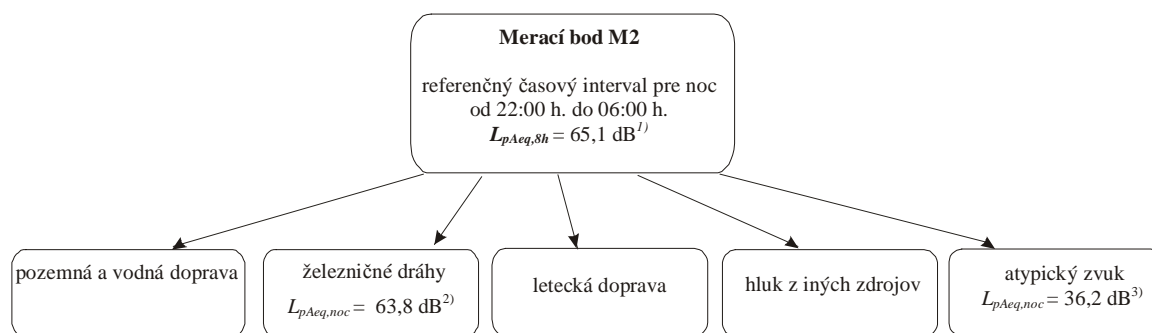 Merací bod M2
referenčný časový interval pre noc
od 22:00 h. do 06:00 h.
LpAeq,8h = 65,1 dB1)
pozemná a vodná doprava
železničné dráhy
LpAeq,noc = 63,8 dB2)
letecká doprava
hluk z iných zdrojov
atypický zvuk
LpAeq,noc = 36,2 dB3)